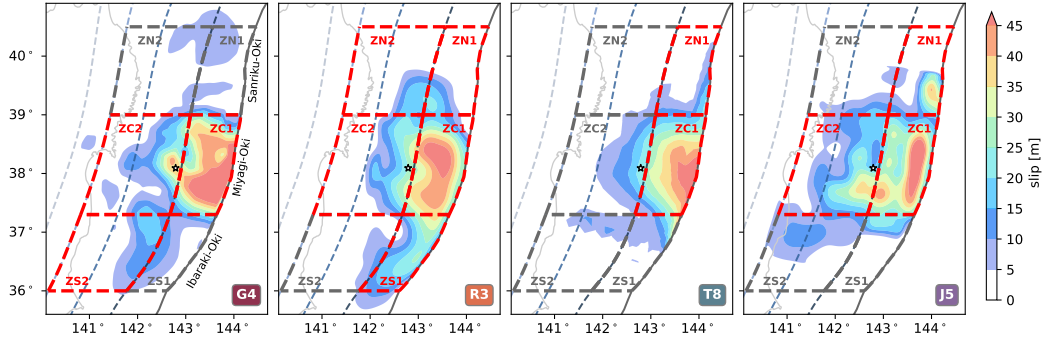 ZN2 ZN1 ZN2 ZN1 ZN2 ZN1 ZN2 ZN1
Sanriku-Oki
ZC2 ZC1 ZC2 ZC1 ZC2 ZC1 ZC2 ZC1
Miyagi-Oki
Ibaraki-Oki
ZS2 ZS1 ZS2 ZS1 ZS2 ZS1 ZS2 ZS1
G4 R3 T8 J5
40° 39° 38° 37° 36°
141° 142° 143° 144° 141° 142° 143° 144° 141° 142° 143° 144° 141° 142° 143° 144°
45
40
35
30
25
20
15
10
5
0
slip [m]